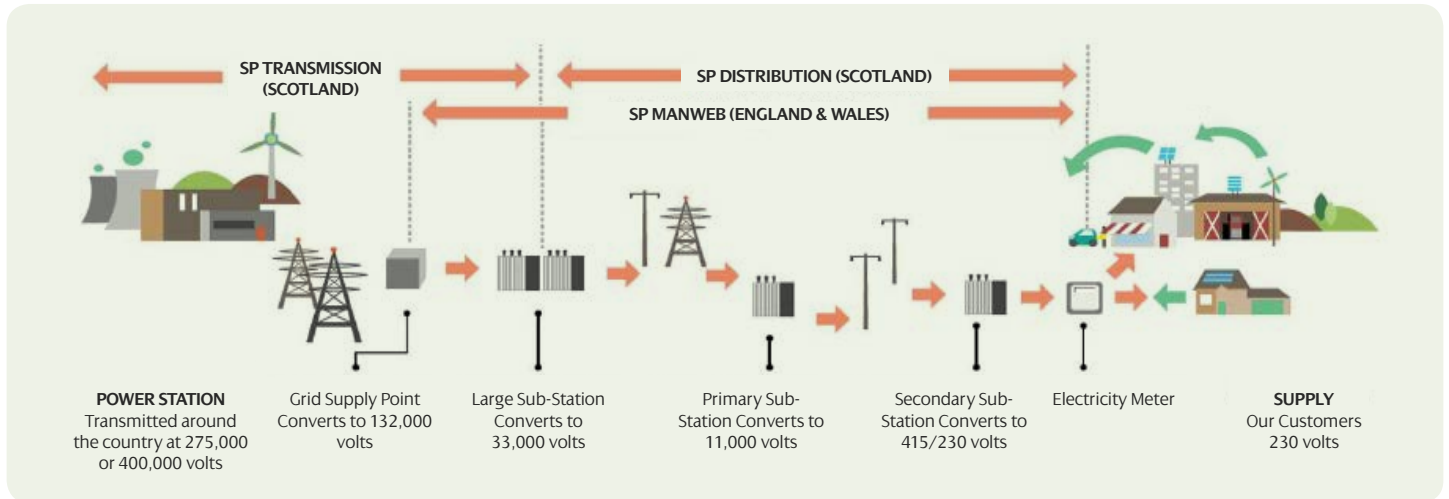 SP TRANSMISSION
(SCOTLAND)
SP DISTRIBUTION (SCOTLAND)
SP MANWEB (ENGLAND & WALES)
POWER STATION
Transmitted around
the country at 275,000
or 400,000 volts
Grid Supply Point
Converts to 132,000
volts
Large Sub-Station
Converts to
33,000 volts
Primary Sub-
Station Converts to
11,000 volts
Secondary Sub-
Station Converts to
415/230 volts
Electricity Meter
SUPPLY
Our Customers
230 volts